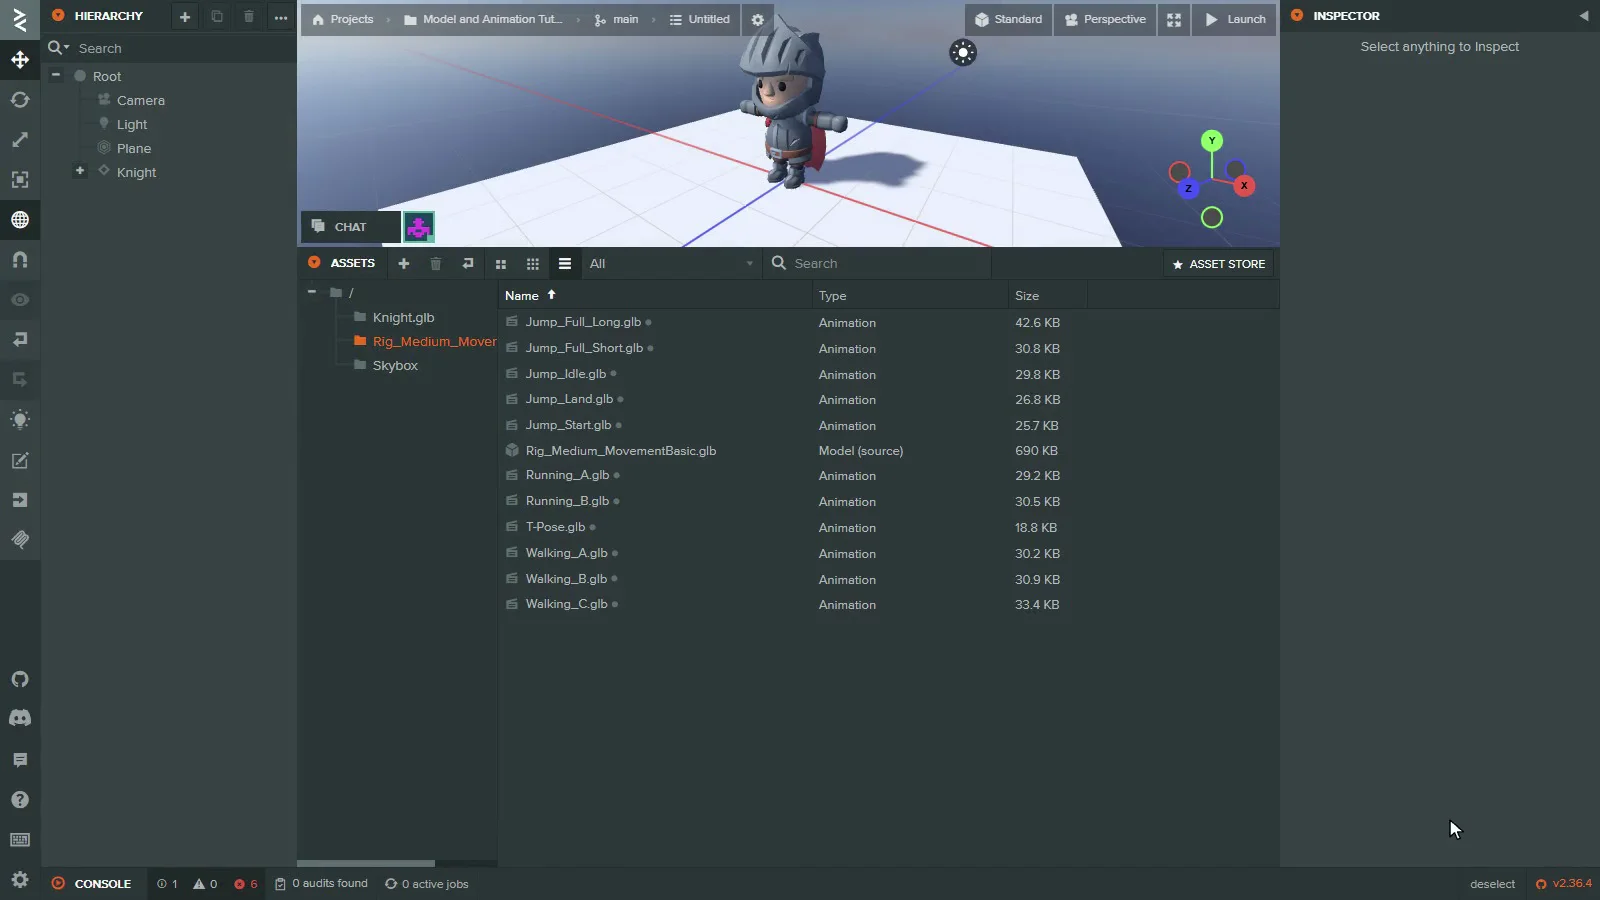 HIERARCHY
Search
Root
Camera
Light
Plane
Knight
Projects
Model and Animation Tut...
main
Untitled
Standard
Perspective
Launch
Y
X
Z
CHAT
INSPECTOR
Select anything to Inspect
ASSETS
All
Search
ASSET STORE
/
Knight.glb
Rig_Medium_Mover
Skybox
Name Type Size
Jump_Full_Long.glb Animation 42.6 KB
Jump_Full_Short.glb Animation 30.8 KB
Jump_Idle.glb Animation 29.8 KB
Jump_Land.glb Animation 26.8 KB
Jump_Start.glb Animation 25.7 KB
Rig_Medium_MovementBasic.glb Model (source) 690 KB
Running_A.glb Animation 29.2 KB
Running_B.glb Animation 30.5 KB
T-Pose.glb Animation 18.8 KB
Walking_A.glb Animation 30.2 KB
Walking_B.glb Animation 30.9 KB
Walking_C.glb Animation 33.4 KB
CONSOLE 1 0 6 0 audits found 0 active jobs deselect v2.36.4